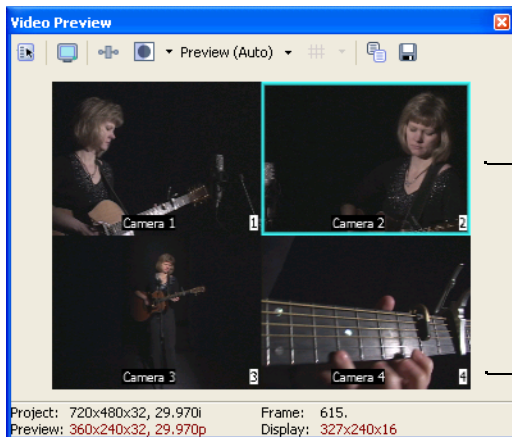 Video Preview
Preview (Auto)
Camera 1 1
Camera 2 2
Camera 3 3
Camera 4 4
Project: 720x480x32, 29.970i Frame: 615.
Preview: 360x240x32, 29.970p Display: 327x240x16